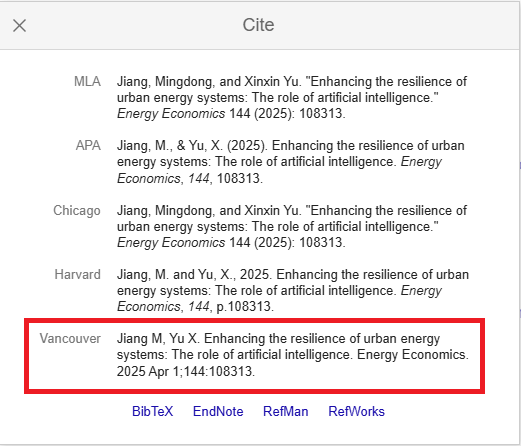 Cite
MLA
Jiang, Mingdong, and Xinxin Yu. "Enhancing the resilience of
urban energy systems: The role of artificial intelligence."
Energy Economics 144 (2025): 108313.
APA
Jiang, M., & Yu, X. (2025). Enhancing the resilience of urban
energy systems: The role of artificial intelligence. Energy
Economics, 144, 108313.
Chicago
Jiang, Mingdong, and Xinxin Yu. "Enhancing the resilience of
urban energy systems: The role of artificial intelligence."
Energy Economics 144 (2025): 108313.
Harvard
Jiang, M. and Yu, X., 2025. Enhancing the resilience of urban
energy systems: The role of artificial intelligence. Energy
Economics, 144, p.108313.
Vancouver
Jiang M, Yu X. Enhancing the resilience of urban energy
systems: The role of artificial intelligence. Energy Economics.
2025 Apr 1;144:108313.
BibTeX EndNote RefMan RefWorks